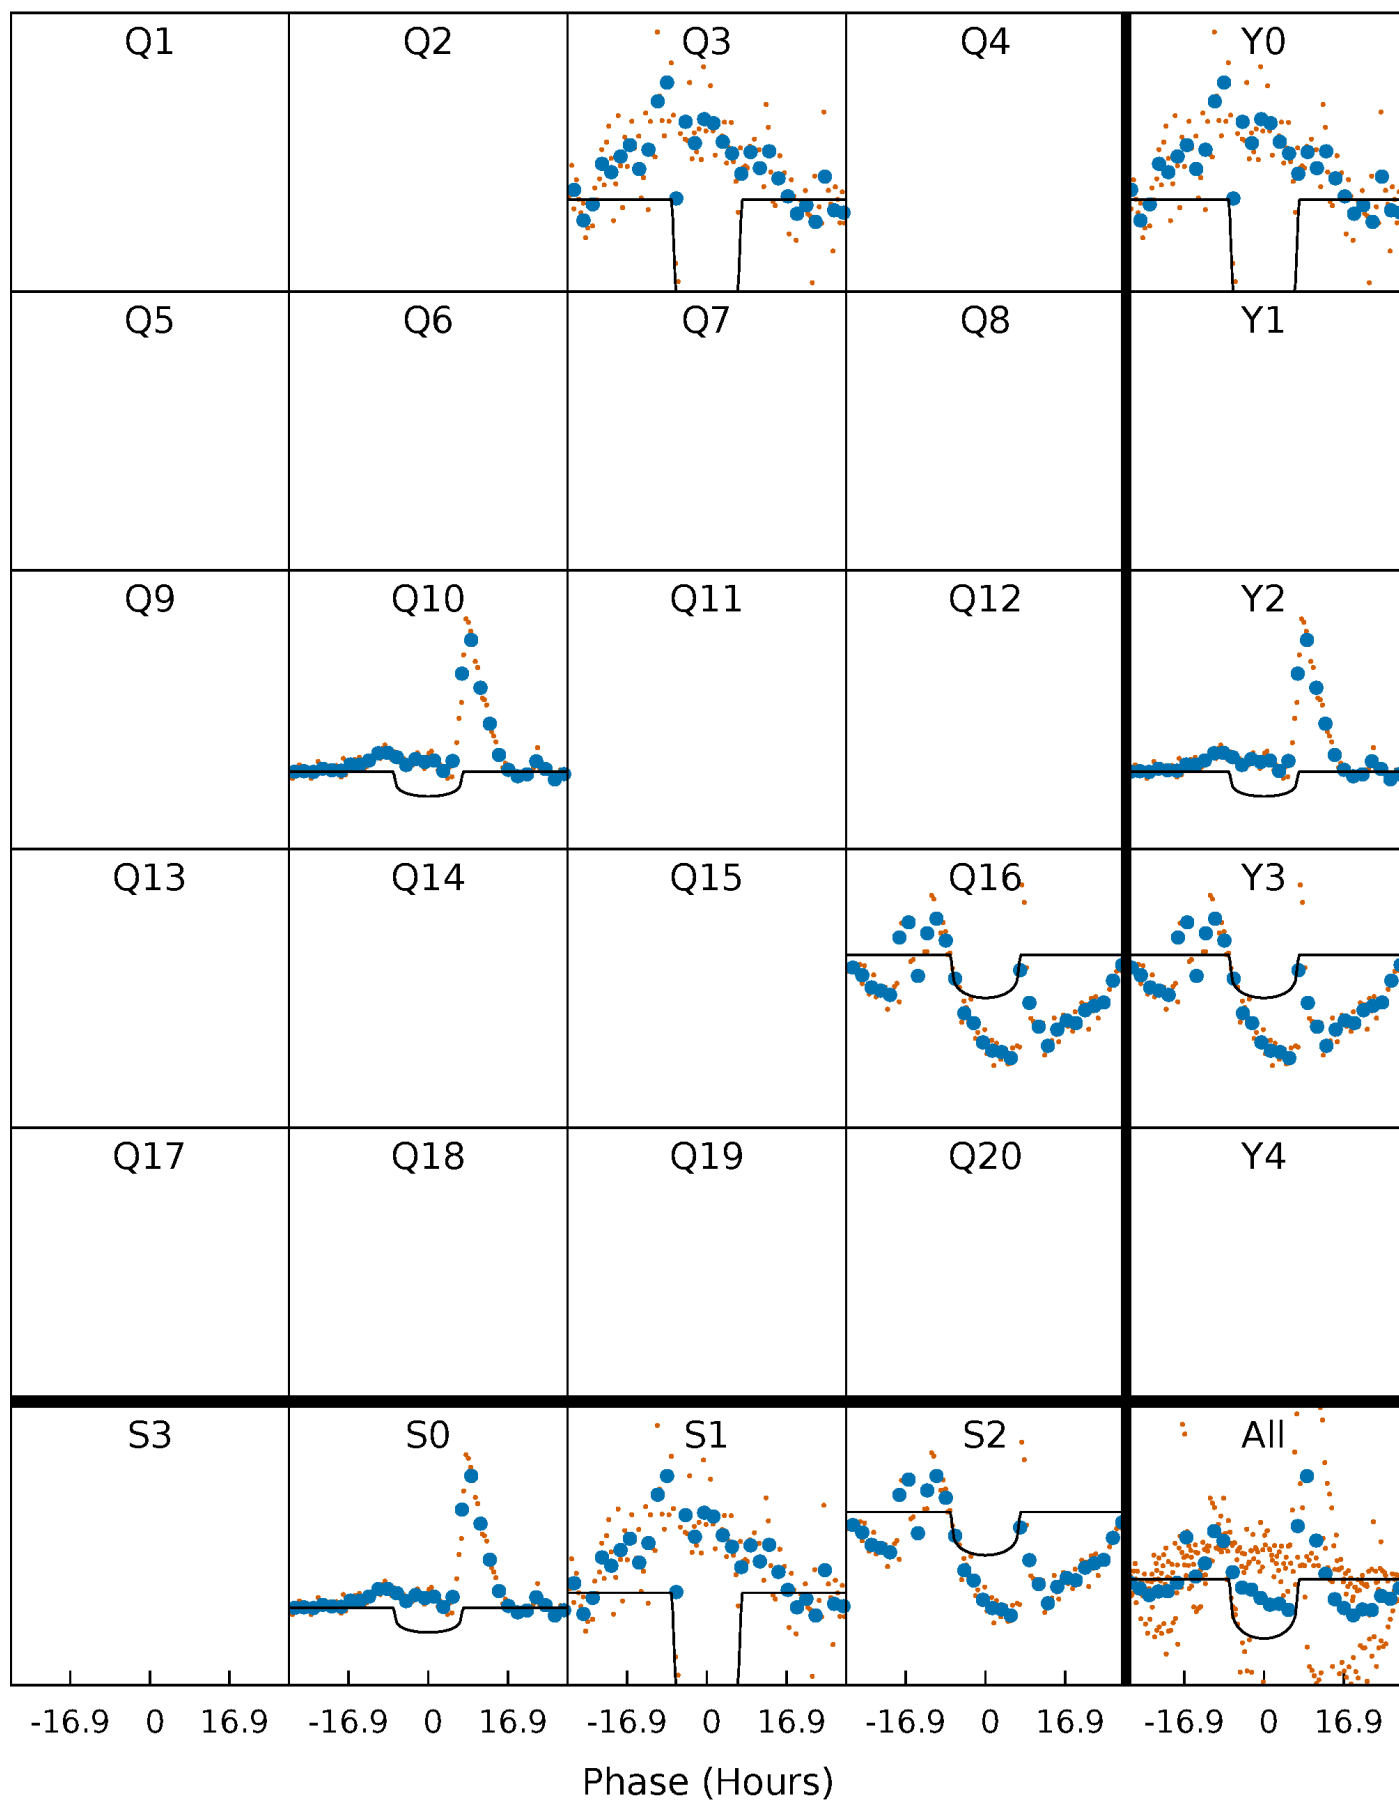 Q1 Q2 Q3 Q4 Y0
Q5 Q6 Q7 Q8 Y1
Q9 Q10 Q11 Q12 Y2
Q13 Q14 Q15 Q16 Y3
Q17 Q18 Q19 Q20 Y4
S3 S0 S1 S2 All
-16.9 0 16.9 -16.9 0 16.9 -16.9 0 16.9 -16.9 0 16.9 -16.9 0 16.9
Phase (Hours)